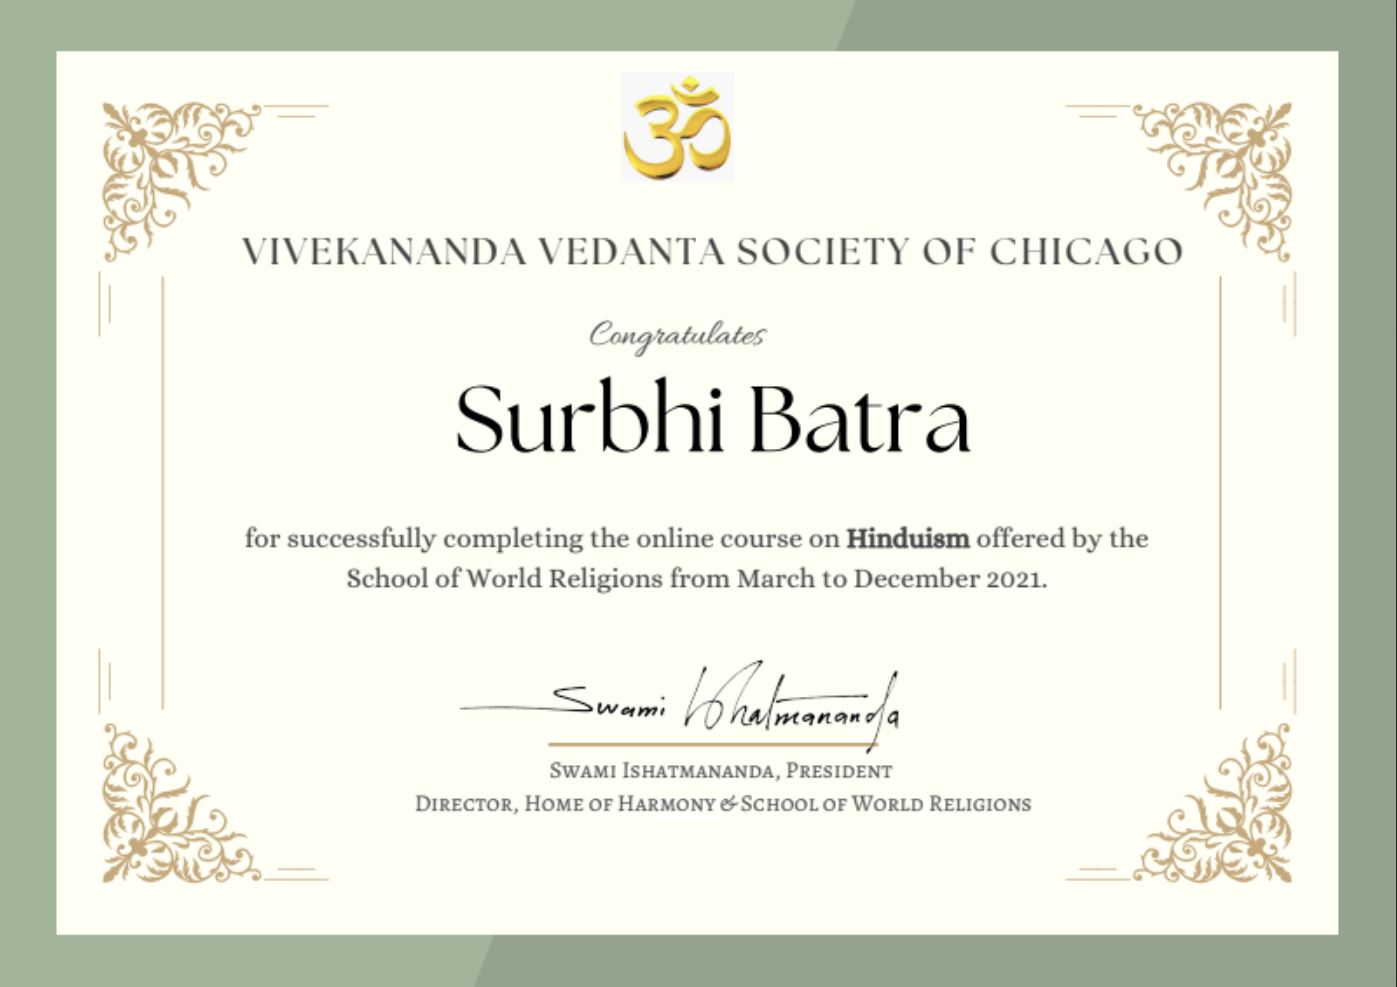 ॐ
VIVEKANANDA VEDANTA SOCIETY OF CHICAGO
Congratulates
Surbhi Batra
for successfully completing the online course on Hinduism offered by the
School of World Religions from March to December 2021.
Swami Ishatmananda
SWAMI ISHATMANANDA, PRESIDENT
DIRECTOR, HOME OF HARMONY & SCHOOL OF WORLD RELIGIONS